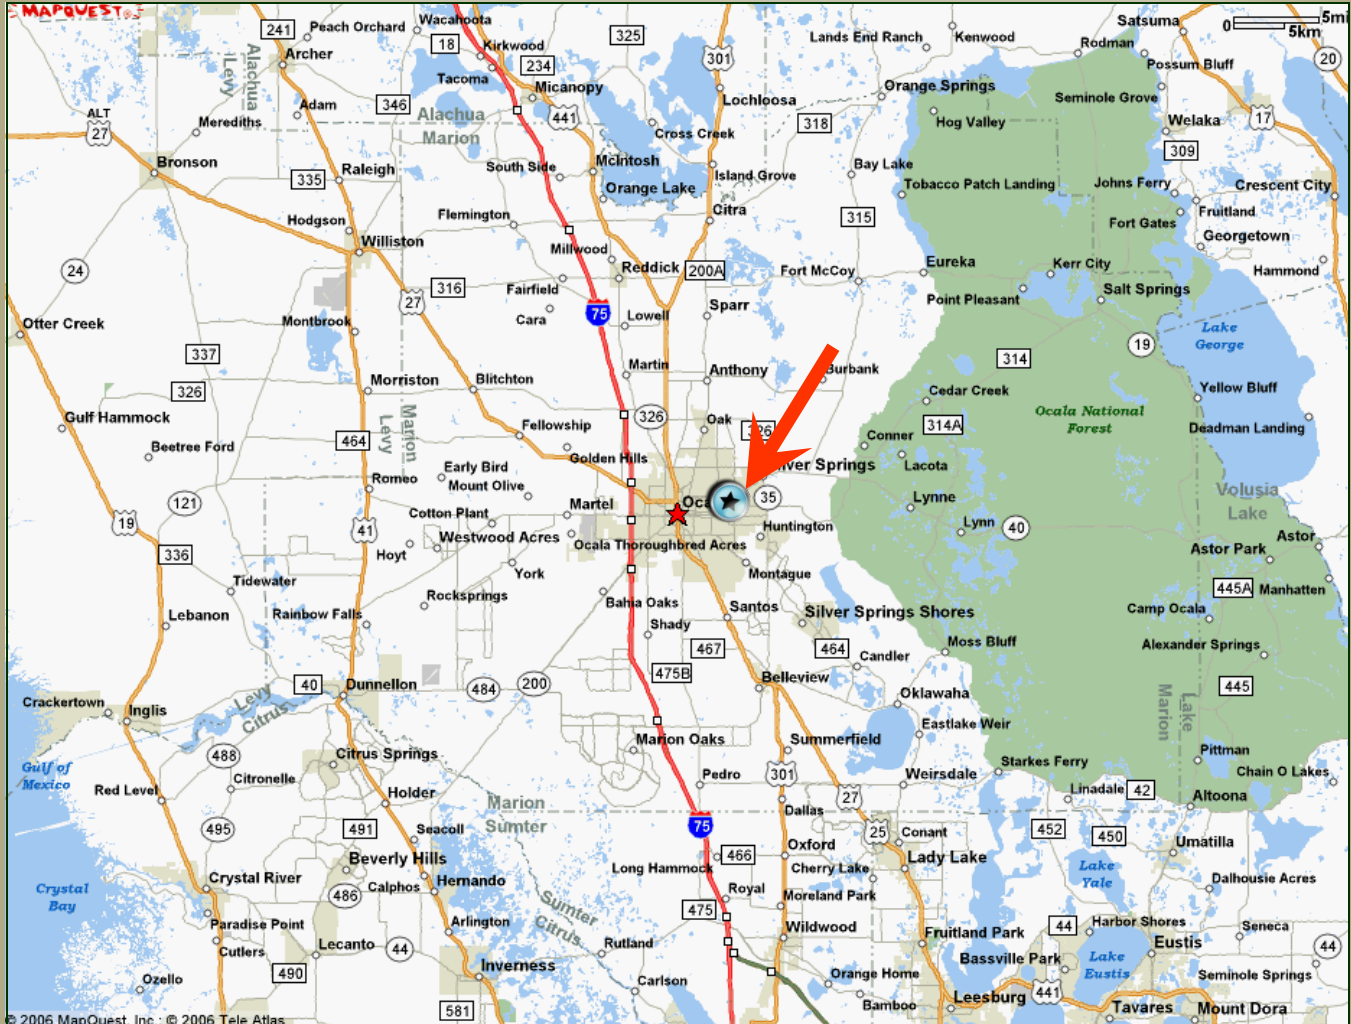 MAPQUEST
Wacahoota
Satsuma
0
5mi
5km
241
Peach Orchard
18
Kirkwood
325
Lands End Ranch
Kenwood
Rodman
Archer
Alachua
Levy
Tacoma
234
301
Possum Bluff
20
Micanopy
Orange Springs
Seminole Grove
Adam
346
Alachua
Marion
441
Lochloosa
ALT
27
Merediths
Cross Creek
318
Hog Valley
Welaka
17
Bronson
Raleigh
335
South Side
McIntosh
Orange Lake
Island Grove
Bay Lake
Tobacco Patch Landing
309
Johns Ferry
Crescent City
Hodgson
Flemington
Citra
315
Fort Gates
Fruitland
Williston
Millwood
Georgetown
24
316
27
Reddick
200A
Fort McCoy
Eureka
Kerr City
Hammond
Fairfield
Point Pleasant
Salt Springs
Otter Creek
Montbrook
Cara
75
Lowell
Sparr
Lake
George
19
337
326
Martin
Anthony
Burbank
314
Morriston
Blitchton
Cedar Creek
Yellow Bluff
Gulf Hammock
Marion
Levy
326
Oak
326
314A
Ocala National
Forest
Deadman Landing
464
Fellowship
Conner
Beetree Ford
Golden Hills
Silver Springs
Lacota
Romeo
Early Bird
Mount Olive
121
Martel
35
Lynne
Volusia
Lake
19
41
Cotton Plant
Huntington
Lynn
40
336
Hoyt
Westwood Acres
Ocala Thoroughbred Acres
Astor
Astor Park
Tidewater
York
Montague
445A
Manhatten
Lebanon
Rocksprings
Rainbow Falls
Bahia Oaks
Santos
Silver Springs Shores
Camp Ocala
Shady
467
464
Moss Bluff
Alexander Springs
40
Dunnellon
484
200
475B
Candler
Belleview
445
Crackertown
Inglis
Levy
Citrus
Oklawaha
Marion
Lake
488
Citrus Springs
Marion Oaks
Summerfield
Eastlake Weir
Pittman
Gulf of
Mexico
Citronelle
Pedro
301
Weirsdale
Starkes Ferry
Chain O Lakes
Red Level
Holder
Marion
Sumter
Dallas
27
Linadale
42
Altoona
495
491
Seacoll
75
25
Conant
452
450
Umatilla
Beverly Hills
466
Oxford
Lady Lake
Long Hammock
Cherry Lake
Lake
Yale
Crystal River
Calphos
Hernando
Dalhousie Acres
Crystal
Bay
486
Royal
Moreland Park
475
Paradise Point
Arlington
Sumter
Citrus
Wildwood
Fruitland Park
44
Harbor Shores
Seneca
Cutlers
Lecanto
44
Rutland
Eustis
44
490
Inverness
Bassville Park
Lake
Eustis
Ozello
Carlson
Orange Home
441
Seminole Springs
581
Bamboo
Leesburg
Tavares
Mount Dora
© 2006 MapQuest, Inc.; © 2006 Tele Atlas